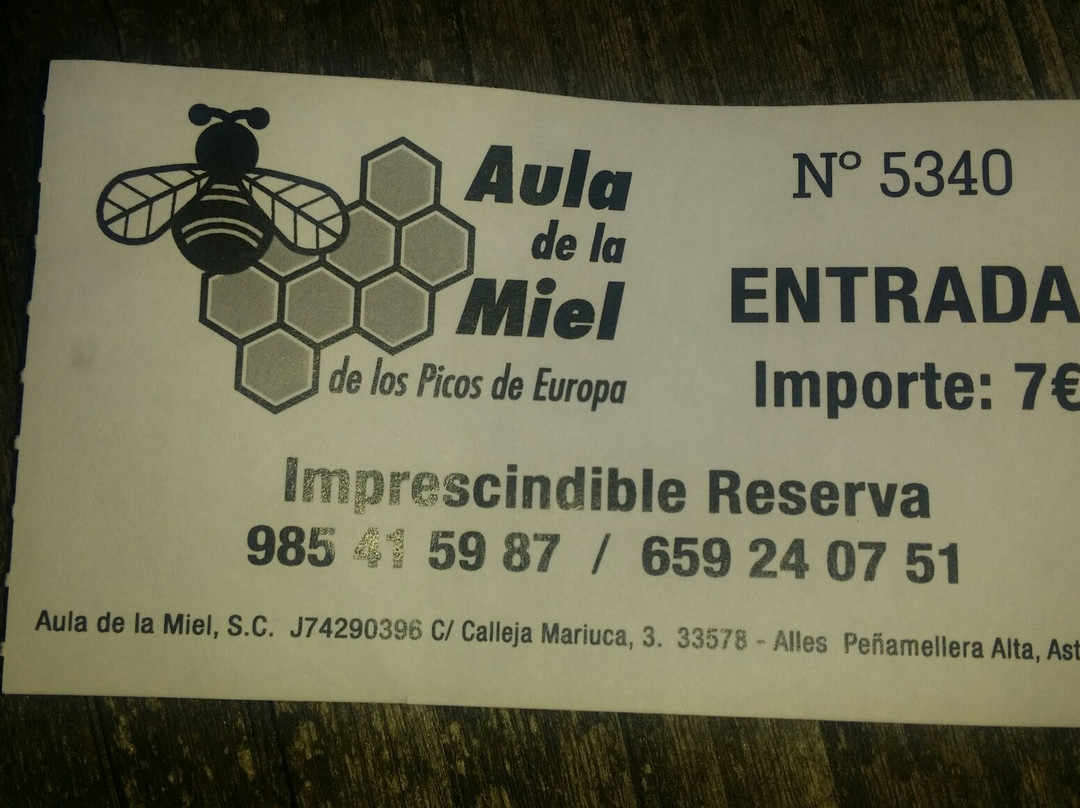 Aula
de la
Miel
de los Picos de Europa
Nº 5340
ENTRADA
Importe: 7€
Imprescindible Reserva
985 41 59 87 / 659 24 07 51
Aula de la Miel, S.C. J74290396 C/ Calleja Mariuca, 3. 33578 - Alles Peñamellera Alta, Ast